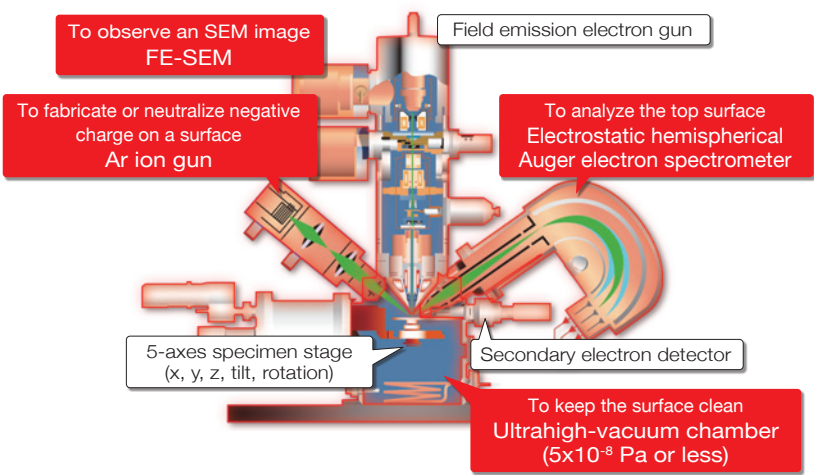 To observe an SEM image
FE-SEM
Field emission electron gun
To fabricate or neutralize negative
charge on a surface
Ar ion gun
To analyze the top surface
Electrostatic hemispherical
Auger electron spectrometer
5-axes specimen stage
(x, y, z, tilt, rotation)
Secondary electron detector
To keep the surface clean
Ultrahigh-vacuum chamber
(5x10⁻⁸ Pa or less)